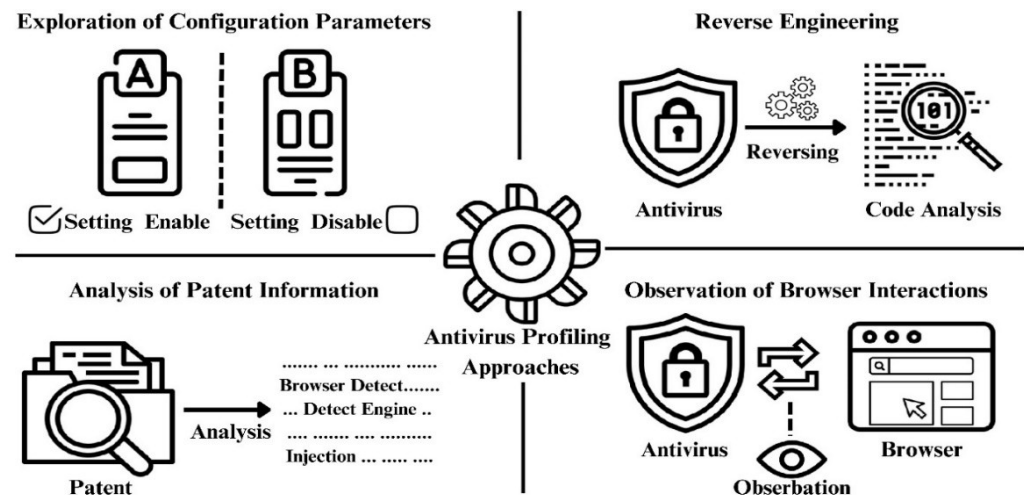 Exploration of Configuration Parameters
A
B
Setting Enable
Setting Disable
Reverse Engineering
101
Reversing
Antivirus
Code Analysis
Antivirus Profiling
Approaches
Analysis of Patent Information
....... ... ........... ......
Browser Detect.......
... Detect Engine ..
.... ....... .... ..........
Injection ... ..... ....
Analysis
Patent
Observation of Browser Interactions
Antivirus
Browser
Obserbation